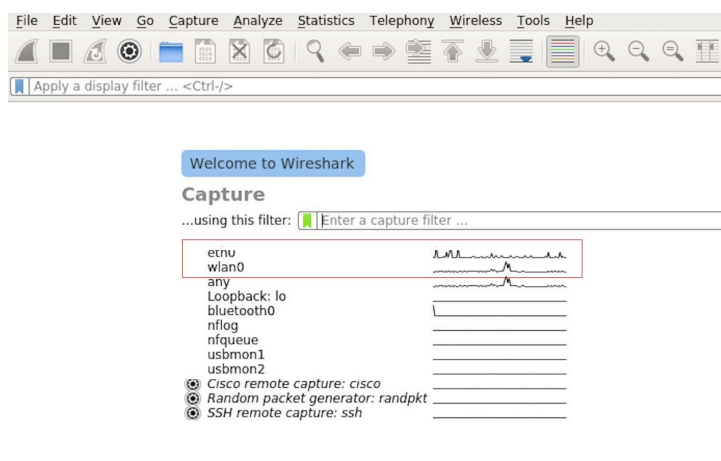 File Edit View Go Capture Analyze Statistics Telephony Wireless Tools Help
Apply a display filter ... <Ctrl-/>
Welcome to Wireshark
Capture
...using this filter: Enter a capture filter ...
eth0
wlan0
any
Loopback: lo
bluetooth0
nflog
nfqueue
usbmon1
usbmon2
Cisco remote capture: cisco
Random packet generator: randpkt
SSH remote capture: ssh